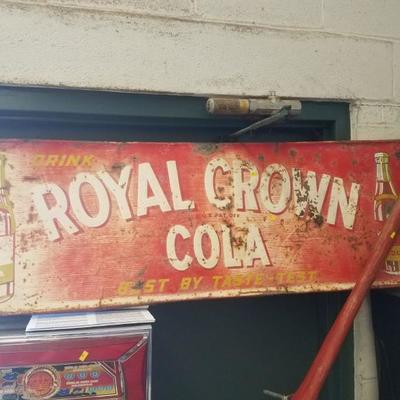 DRINK
ROYAL CROWN
COLA
BEST BY TASTE-TEST